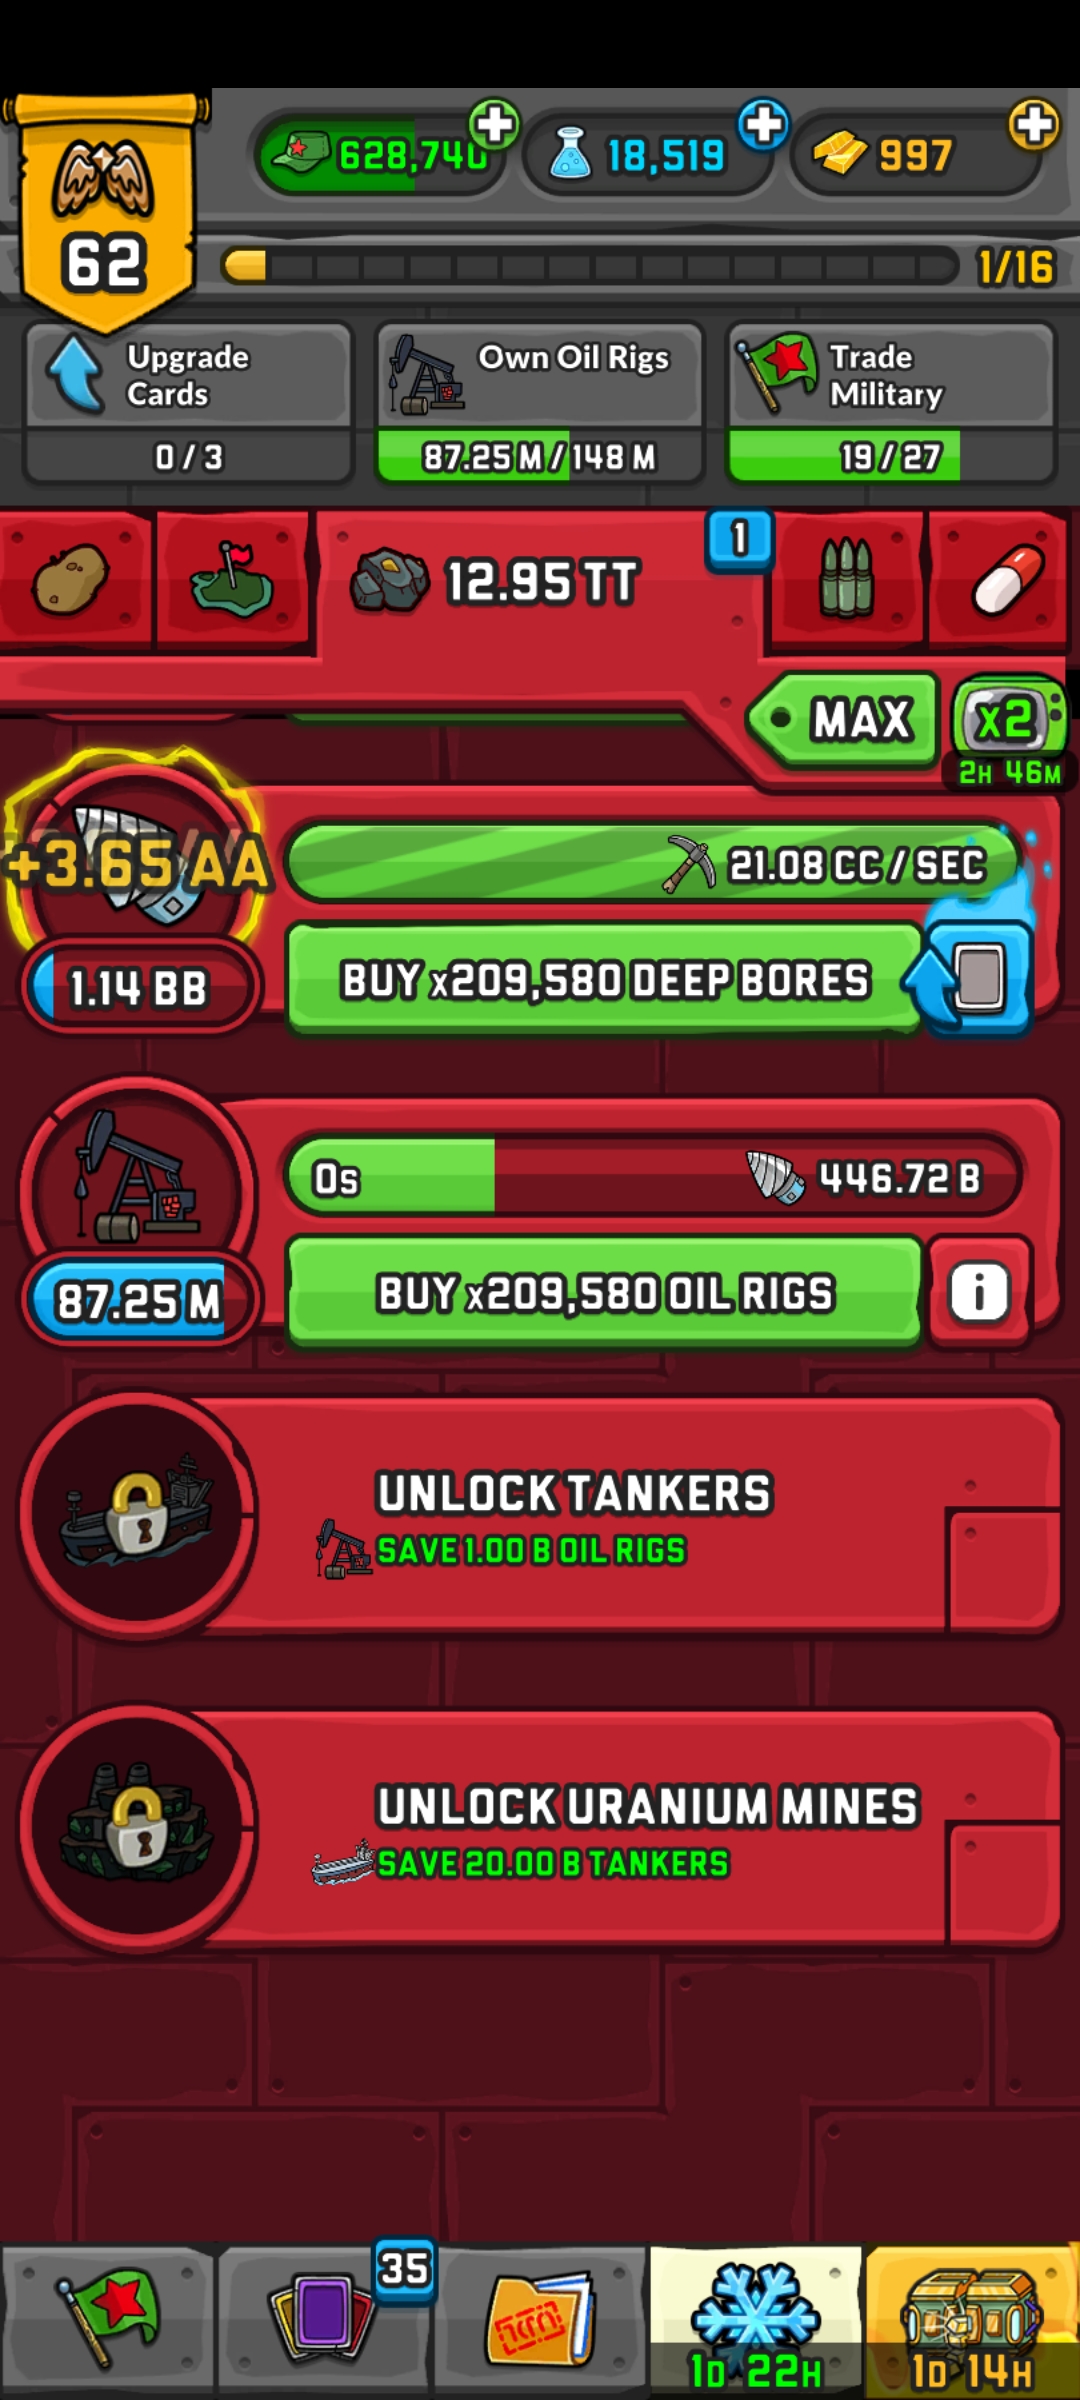 62
628,740
18,519
997
1/16
Upgrade
Cards
0 / 3
Own Oil Rigs
87.25 M / 148 M
Trade
Military
19 / 27
12.95 TT
1
MAX
x2
2H 46M
+3.65 AA
21.08 CC / SEC
1.14 BB
BUY x209,580 DEEP BORES
0s
446.72 B
87.25 M
BUY x209,580 OIL RIGS
i
UNLOCK TANKERS
SAVE 1.00 B OIL RIGS
UNLOCK URANIUM MINES
SAVE 20.00 B TANKERS
35
1D 22H
1D 14H